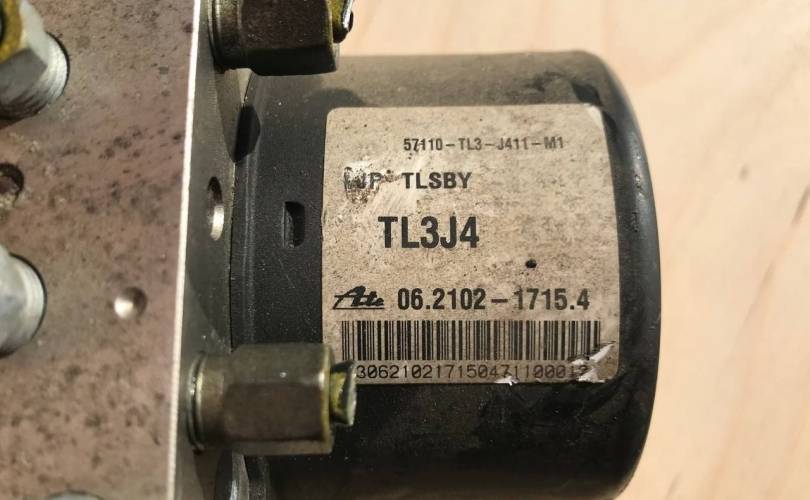 57110-TL3-J411-M1
TLSBY
TL3J4
Ate 06.2102-1715.4